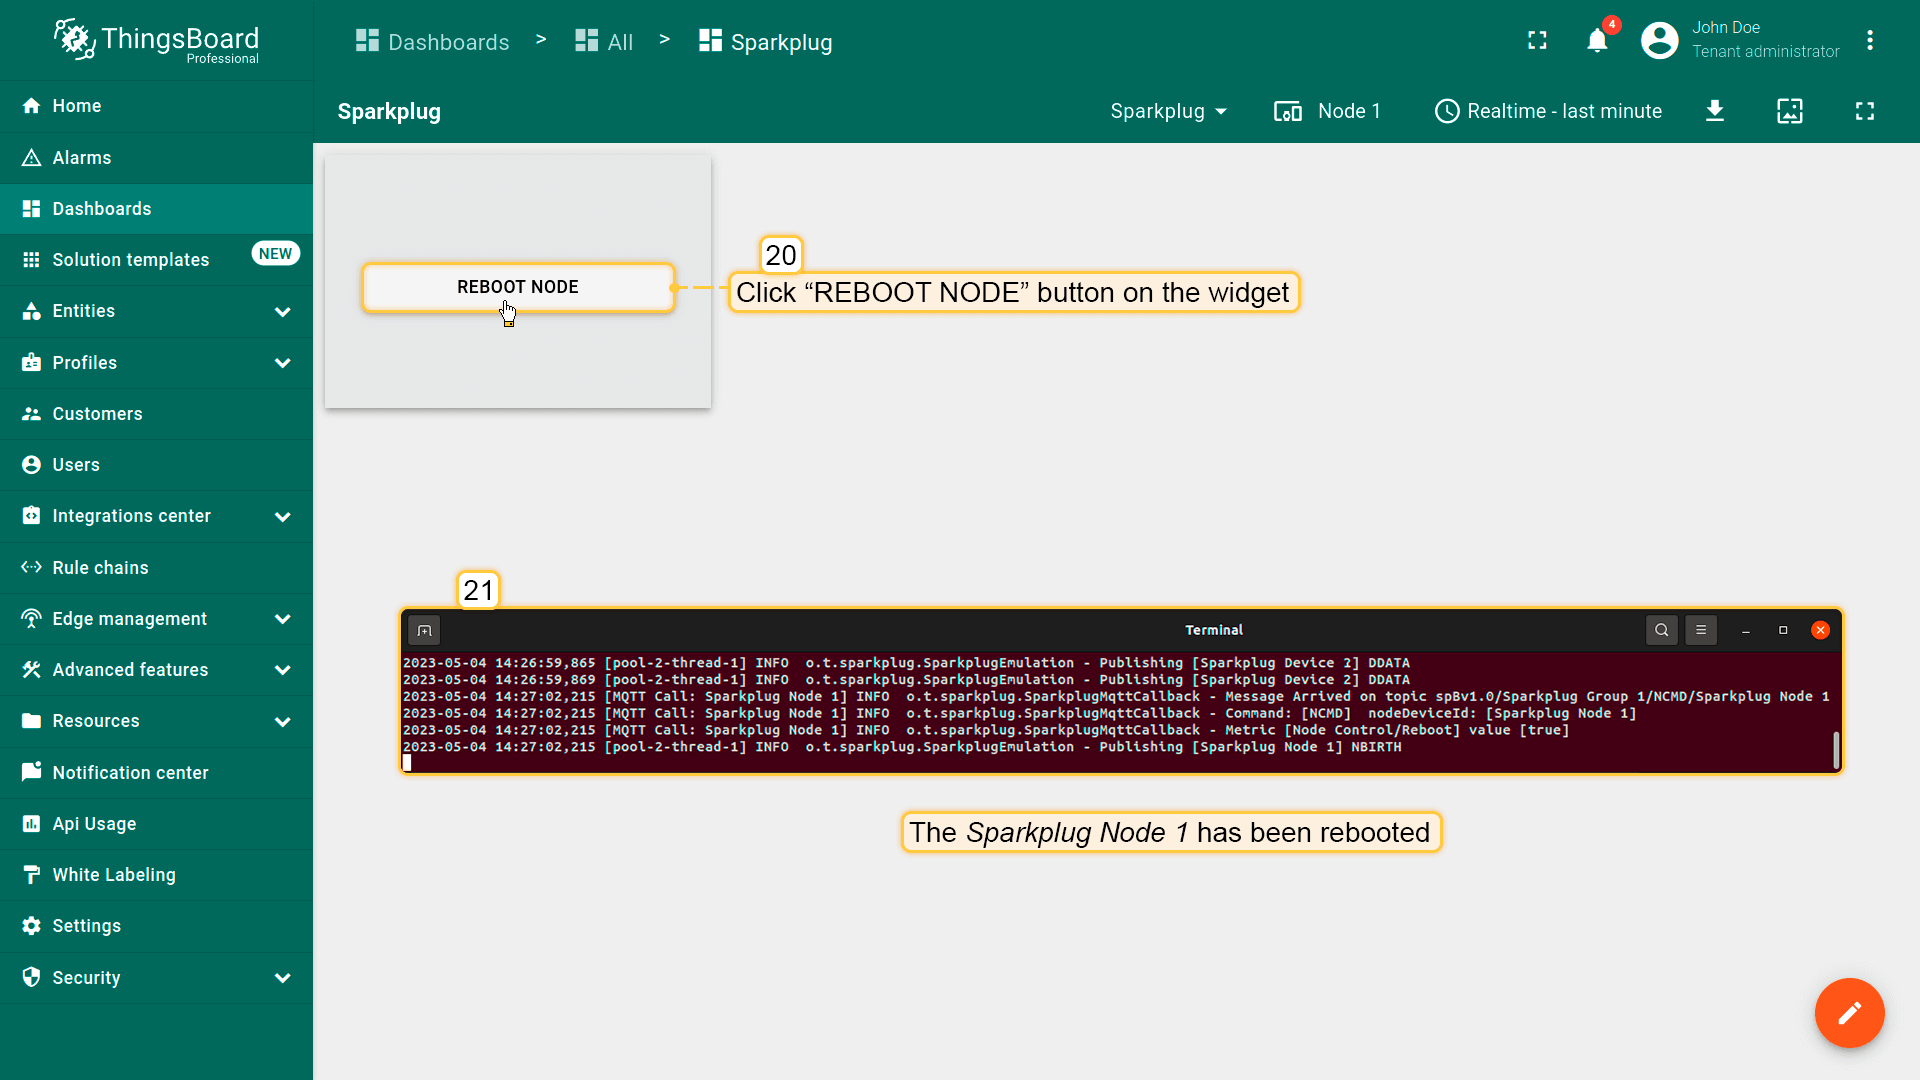 ThingsBoard
Professional
Dashboards > All > Sparkplug
4
John Doe
Tenant administrator
Sparkplug
Sparkplug
Node 1
Realtime - last minute
Home
Alarms
Dashboards
Solution templates
NEW
Entities
Profiles
Customers
Users
Integrations center
Rule chains
Edge management
Advanced features
Resources
Notification center
Api Usage
White Labeling
Settings
Security
REBOOT NODE
20
Click “REBOOT NODE” button on the widget
21
Terminal
2023-05-04 14:26:59,865 [pool-2-thread-1] INFO  o.t.sparkplug.SparkplugEmulation - Publishing [Sparkplug Device 2] DDATA
2023-05-04 14:26:59,869 [pool-2-thread-1] INFO  o.t.sparkplug.SparkplugEmulation - Publishing [Sparkplug Device 2] DDATA
2023-05-04 14:27:02,215 [MQTT Call: Sparkplug Node 1] INFO  o.t.sparkplug.SparkplugMqttCallback - Message Arrived on topic spBv1.0/Sparkplug Group 1/NCMD/Sparkplug Node 1
2023-05-04 14:27:02,215 [MQTT Call: Sparkplug Node 1] INFO  o.t.sparkplug.SparkplugMqttCallback - Command: [NCMD]  nodeDeviceId: [Sparkplug Node 1]
2023-05-04 14:27:02,215 [MQTT Call: Sparkplug Node 1] INFO  o.t.sparkplug.SparkplugMqttCallback - Metric [Node Control/Reboot] value [true]
2023-05-04 14:27:02,215 [pool-2-thread-1] INFO  o.t.sparkplug.SparkplugEmulation - Publishing [Sparkplug Node 1] NBIRTH
The Sparkplug Node 1 has been rebooted